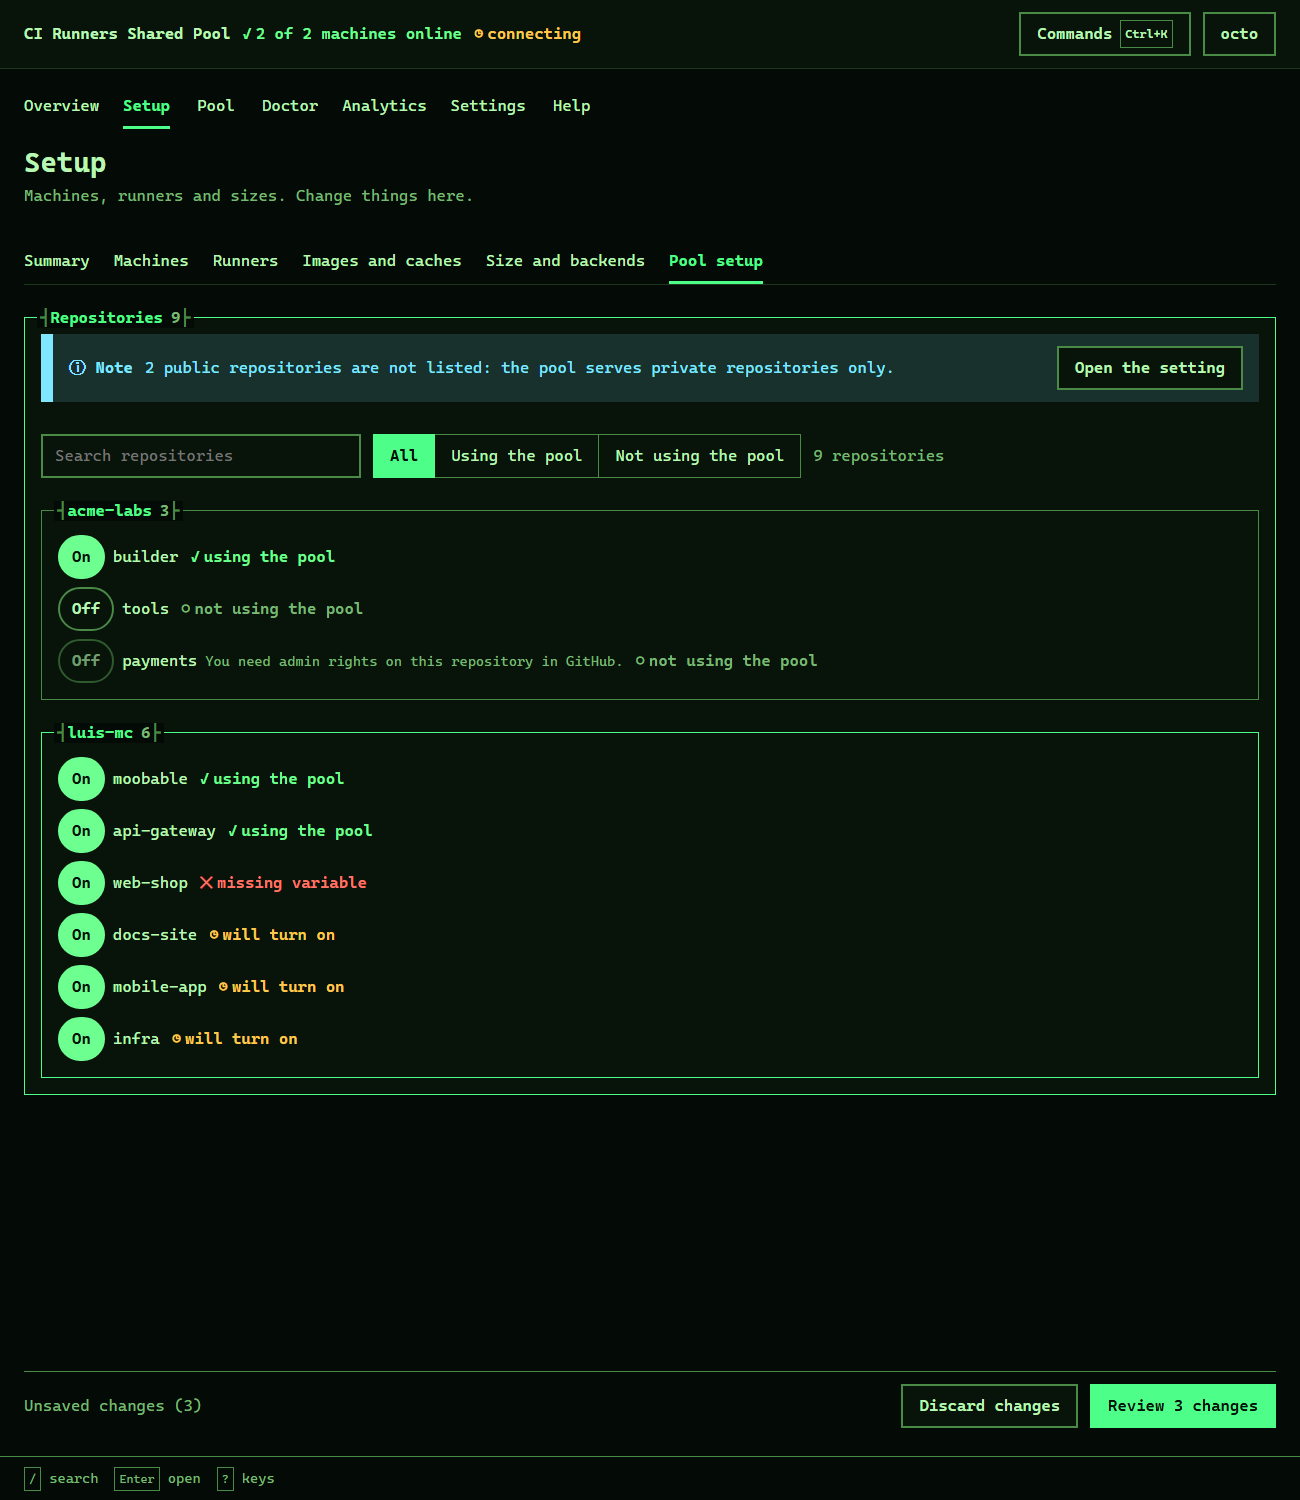 CI Runners Shared Pool ✓ 2 of 2 machines online connecting Commands Ctrl+K octo
Overview Setup Pool Doctor Analytics Settings Help
Setup
Machines, runners and sizes. Change things here.
Summary Machines Runners Images and caches Size and backends Pool setup
Repositories 9
ⓘ Note 2 public repositories are not listed: the pool serves private repositories only. Open the setting
Search repositories All Using the pool Not using the pool 9 repositories
acme-labs 3
On builder ✓ using the pool
Off tools ○ not using the pool
Off payments You need admin rights on this repository in GitHub. ○ not using the pool
luis-mc 6
On moobable ✓ using the pool
On api-gateway ✓ using the pool
On web-shop ✕ missing variable
On docs-site will turn on
On mobile-app will turn on
On infra will turn on
Unsaved changes (3) Discard changes Review 3 changes
/ search Enter open ? keys